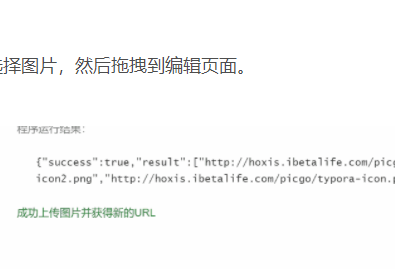 选择图片，然后拖拽到编辑页面。
程序运行结果：
{"success":true,"result":["http://hoxis.ibetalife.com/picg
icon2.png","http://hoxis.ibetalife.com/picgo/typora-icon.p
成功上传图片并获得新的URL